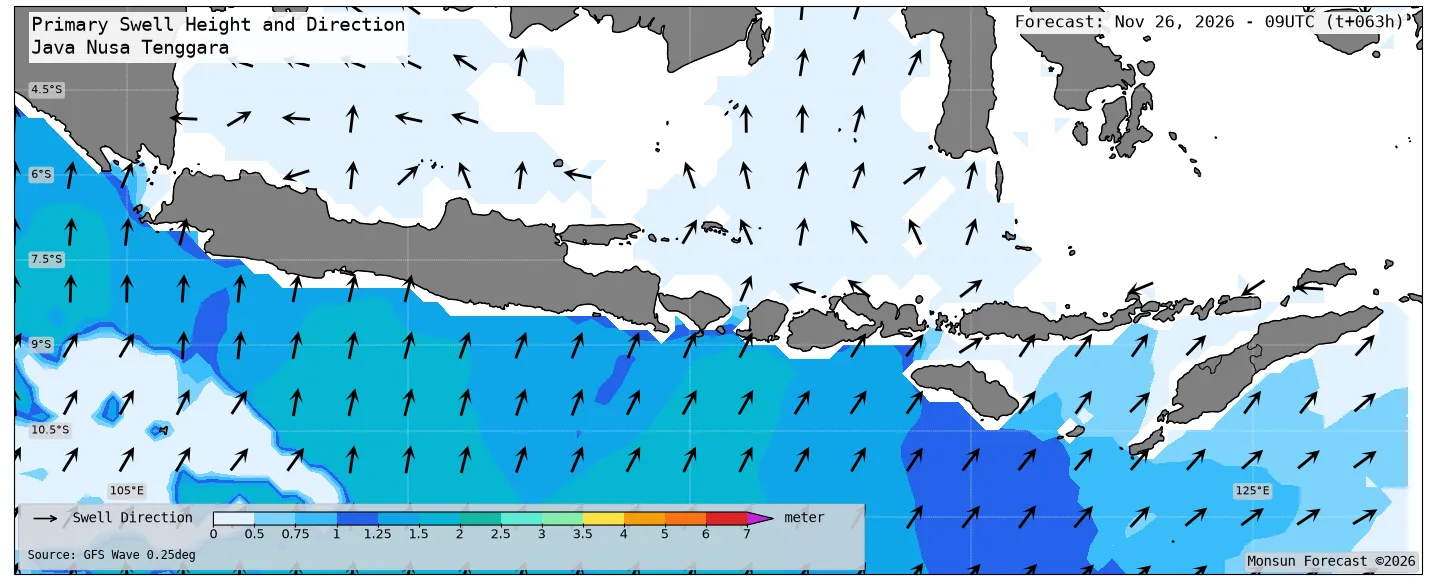 Primary Swell Height and Direction
Java Nusa Tenggara
Forecast: Nov 26, 2026 - 09UTC (t+063h)
4.5°S
6°S
7.5°S
9°S
10.5°S
105°E
125°E
Swell Direction
0 0.5 0.75 1 1.25 1.5 2 2.5 3 3.5 4 5 6 7
meter
Source: GFS Wave 0.25deg
Monsun Forecast ©2026